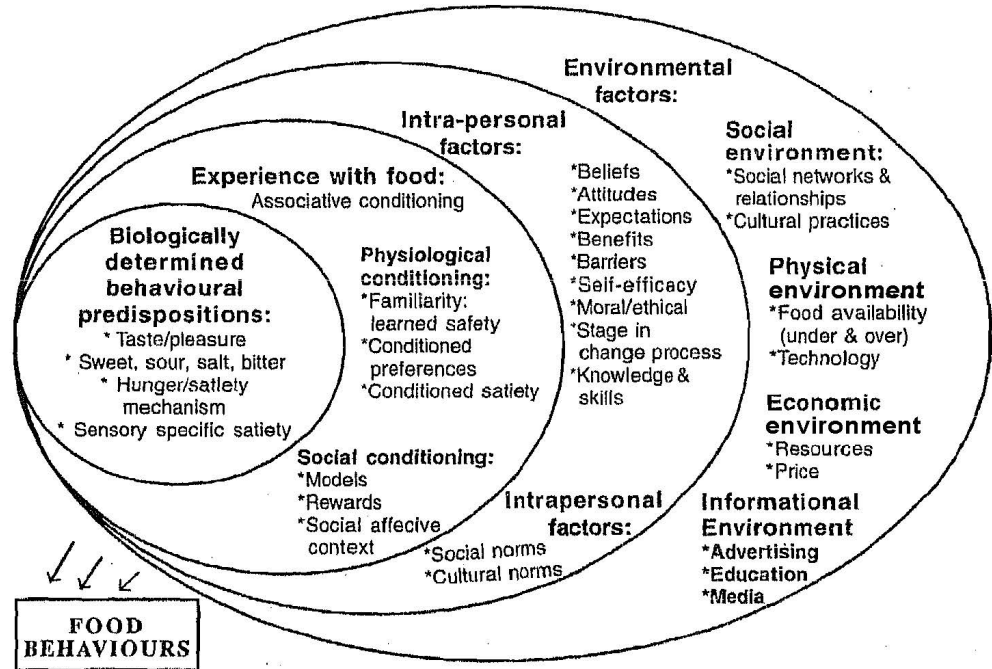 Environmental
factors:
Intra-personal
factors:
Experience with food:
Associative conditioning
Biologically
determined
behavioural
predispositions:
* Taste/pleasure
* Sweet, sour, salt, bitter
* Hunger/satiety
mechanism
* Sensory specific satiety
Physiological
conditioning:
*Familiarity:
learned safety
*Conditioned
preferences
*Conditioned satiety
Social conditioning:
*Models
*Rewards
*Social affecive
context
*Beliefs
*Attitudes
*Expectations
*Benefits
*Barriers
*Self-efficacy
*Moral/ethical
*Stage in
change process
*Knowledge &
skills
Intrapersonal
factors:
*Social norms
*Cultural norms
Social
environment:
*Social networks &
relationships
*Cultural practices
Physical
environment
*Food availability
(under & over)
*Technology
Economic
environment
*Resources
*Price
Informational
Environment
*Advertising
*Education
*Media
FOOD
BEHAVIOURS